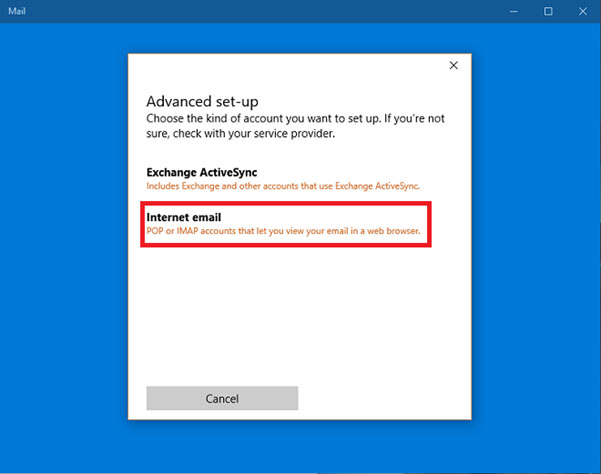 Mail
Advanced set-up
Choose the kind of account you want to set up. If you're not
sure, check with your service provider.
Exchange ActiveSync
Includes Exchange and other accounts that use Exchange ActiveSync.
Internet email
POP or IMAP accounts that let you view your email in a web browser.
Cancel